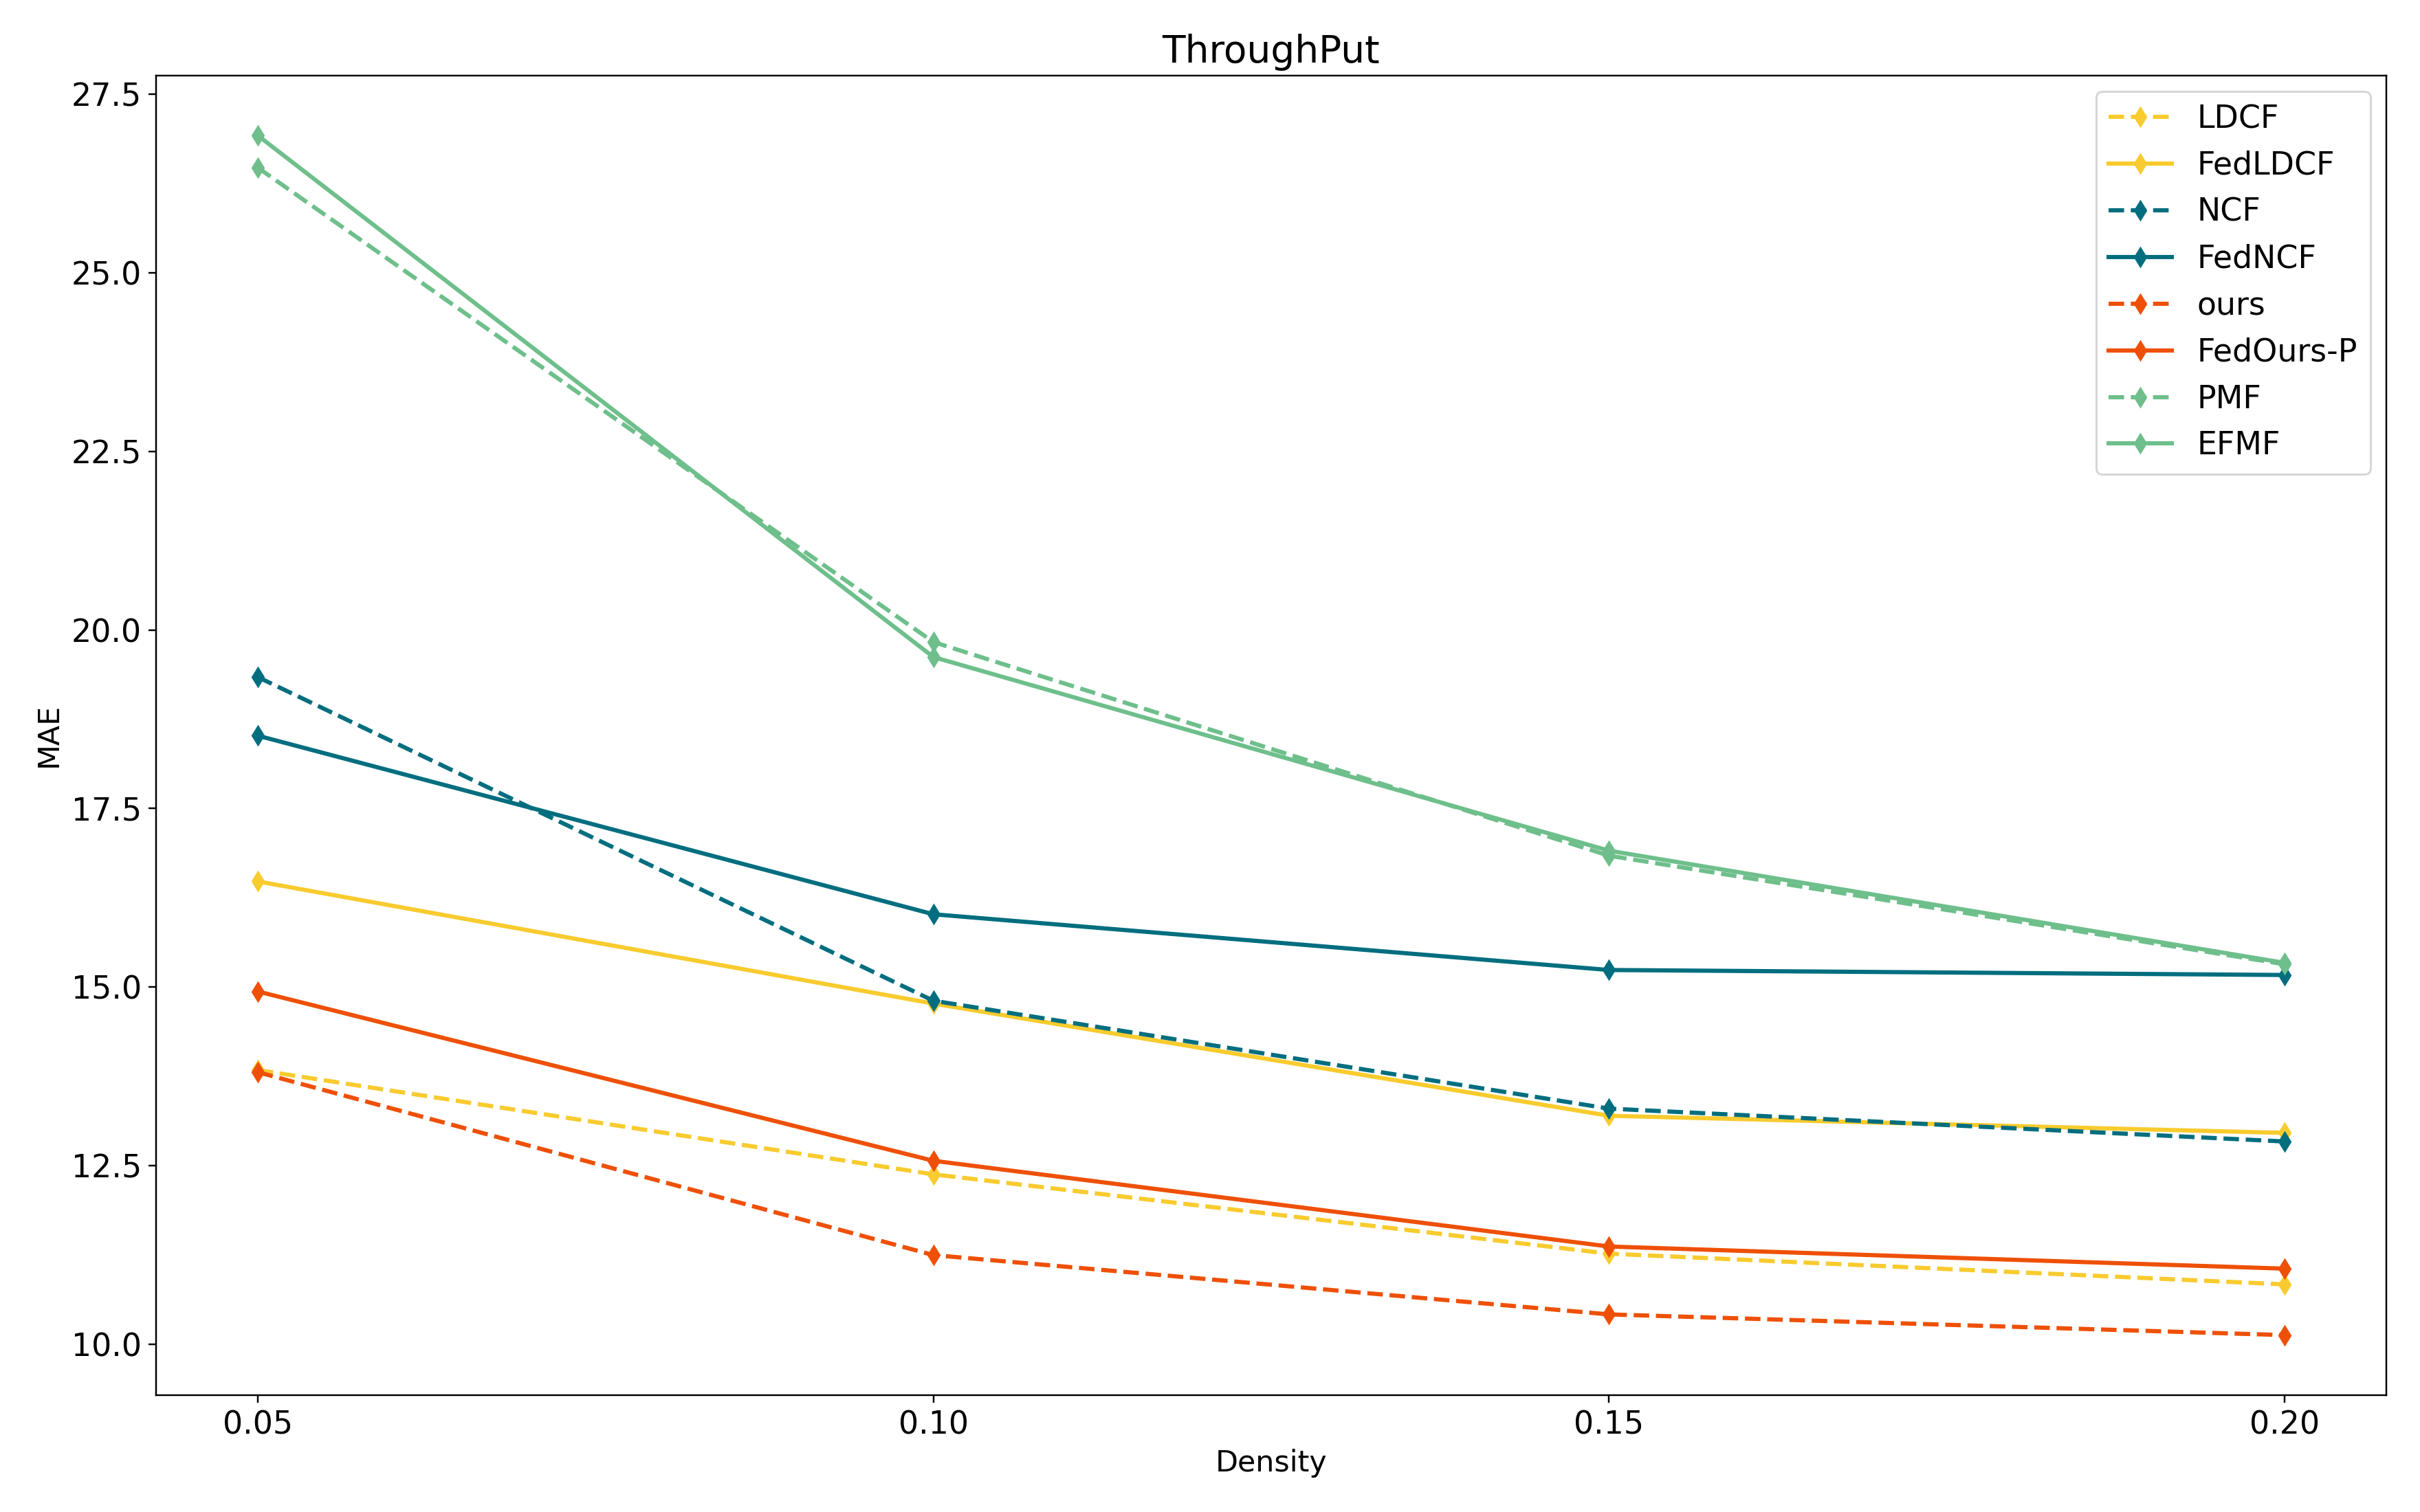 ThroughPut
27.5
25.0
22.5
20.0
17.5
15.0
12.5
10.0
MAE
LDCF
FedLDCF
NCF
FedNCF
ours
FedOurs-P
PMF
EFMF
0.05 0.10 0.15 0.20
Density